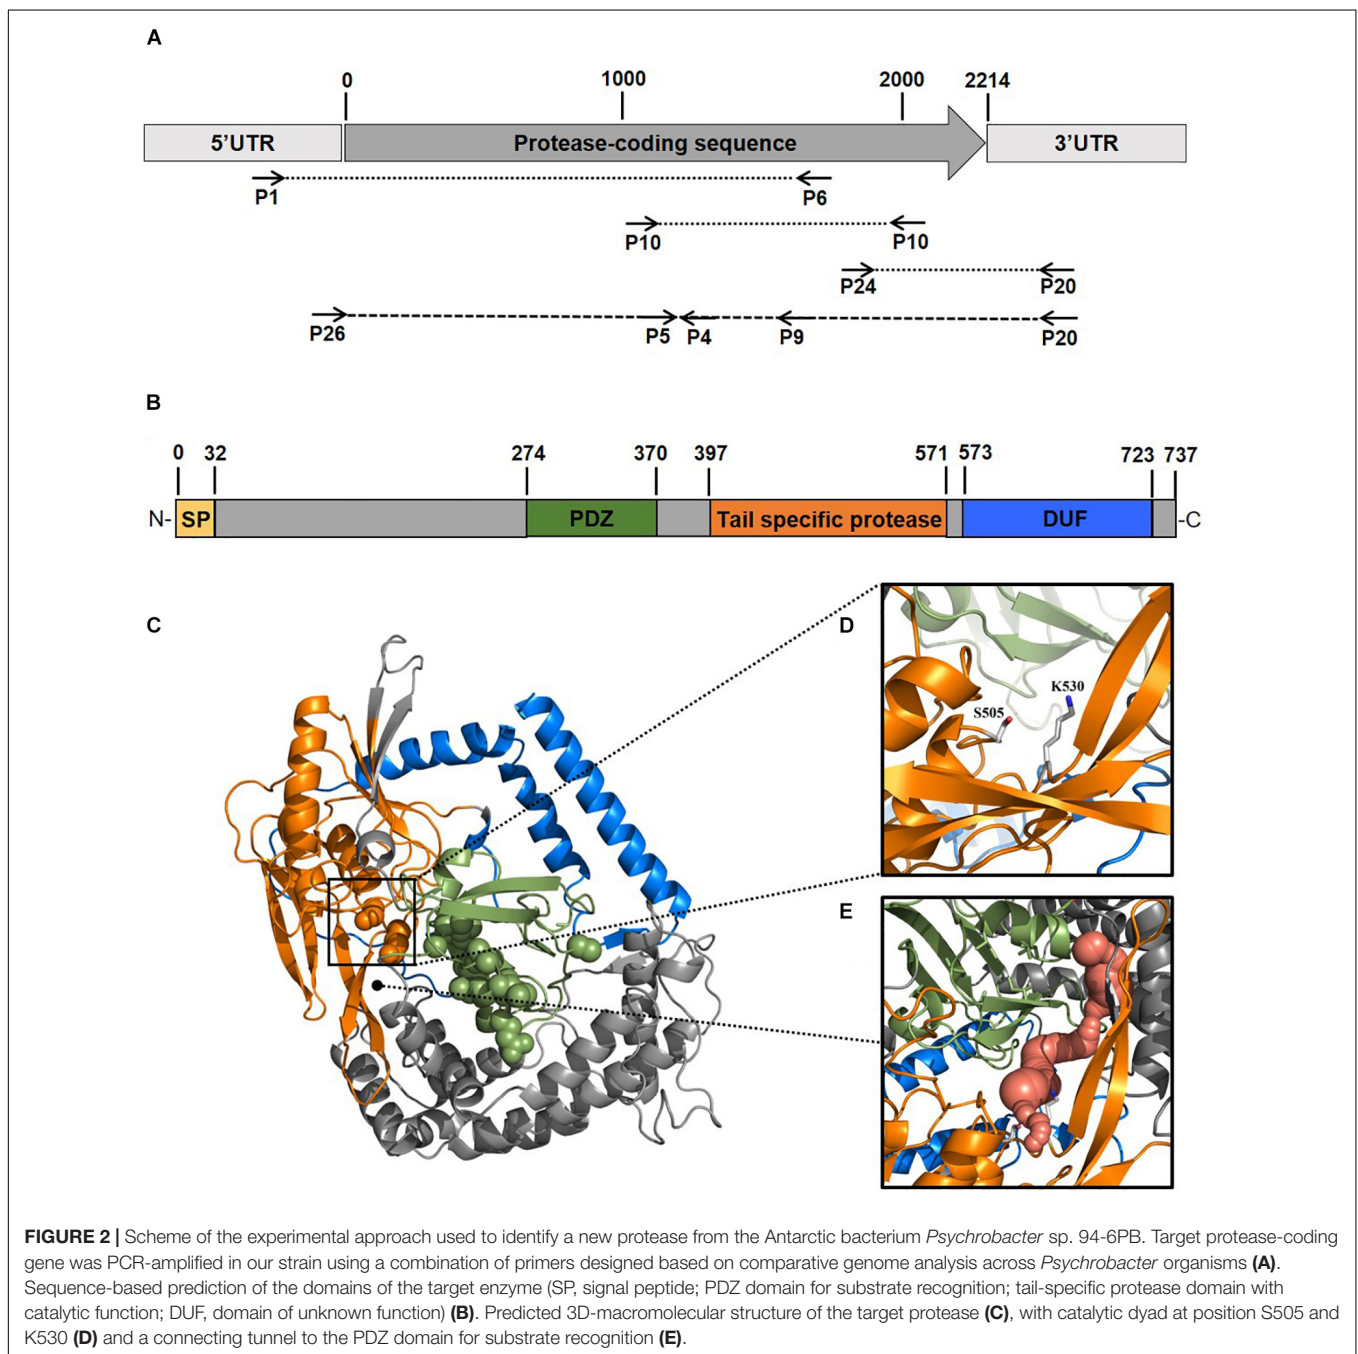 A
0 1000 2000 2214
5'UTR Protease-coding sequence 3'UTR
P1 P6
P10 P10
P24 P20
P26 P5 P4 P9 P20
B
0 32 274 370 397 571 573 723 737
N- SP PDZ Tail specific protease DUF -C
C
D
S505 K530
E
FIGURE 2 | Scheme of the experimental approach used to identify a new protease from the Antarctic bacterium Psychrobacter sp. 94-6PB. Target protease-coding
gene was PCR-amplified in our strain using a combination of primers designed based on comparative genome analysis across Psychrobacter organisms (A).
Sequence-based prediction of the domains of the target enzyme (SP, signal peptide; PDZ domain for substrate recognition; tail-specific protease domain with
catalytic function; DUF, domain of unknown function) (B). Predicted 3D-macromolecular structure of the target protease (C), with catalytic dyad at position S505 and
K530 (D) and a connecting tunnel to the PDZ domain for substrate recognition (E).